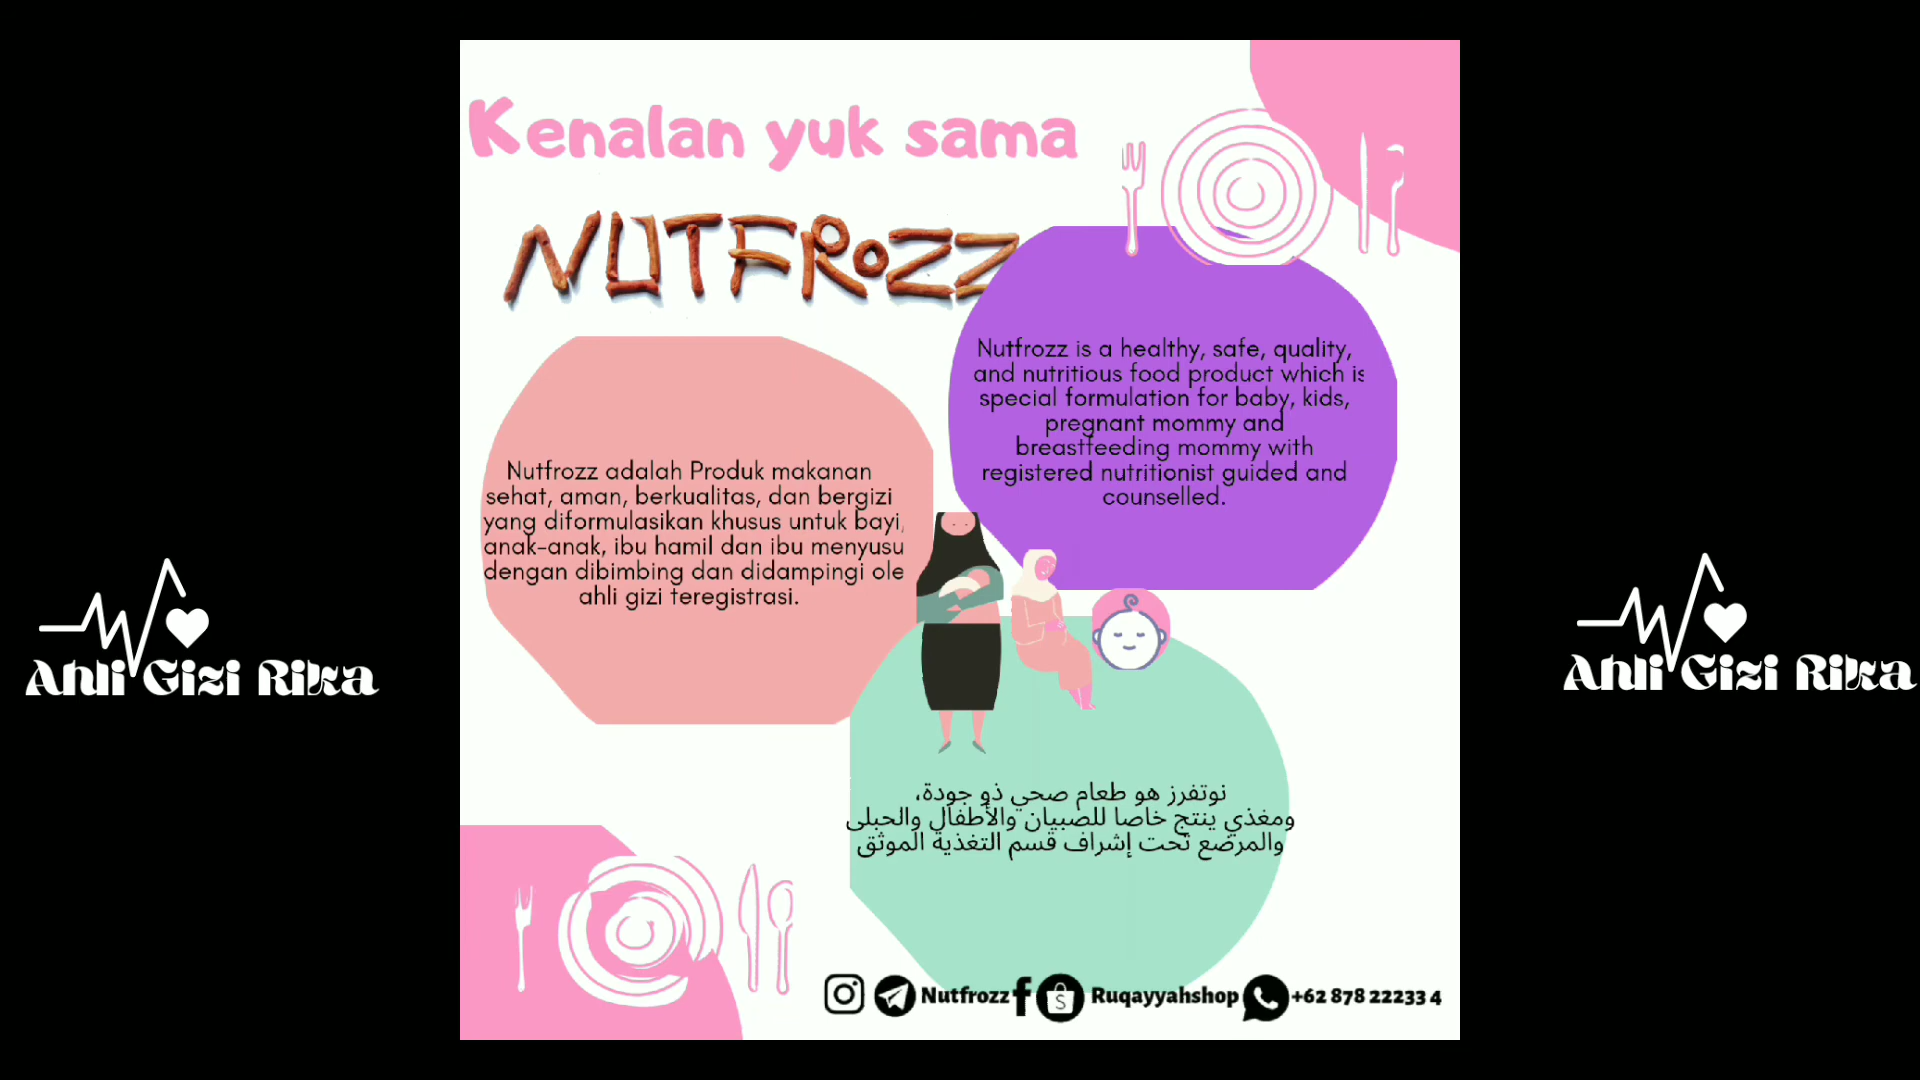 Kenalan yuk sama
NUTFROZZ
Nutfrozz is a healthy, safe, quality,
and nutritious food product which is
special formulation for baby, kids,
pregnant mommy and
breastfeeding mommy with
registered nutritionist guided and
counselled.
Nutfrozz adalah Produk makanan
sehat, aman, berkualitas, dan bergizi
yang diformulasikan khusus untuk bayi,
anak-anak, ibu hamil dan ibu menyusu
dengan dibimbing dan didampingi ole
ahli gizi teregistrasi.
Ahli Gizi Rika
Ahli Gizi Rika
نوتفرز هو طعام صحي ذو جودة،
ومغذي ينتج خاصا للصبيان والأطفال والحبلى
والمرضع تحت إشراف قسم التغذية الموثق
Nutfrozz Ruqayyahshop +62 878 22233 4